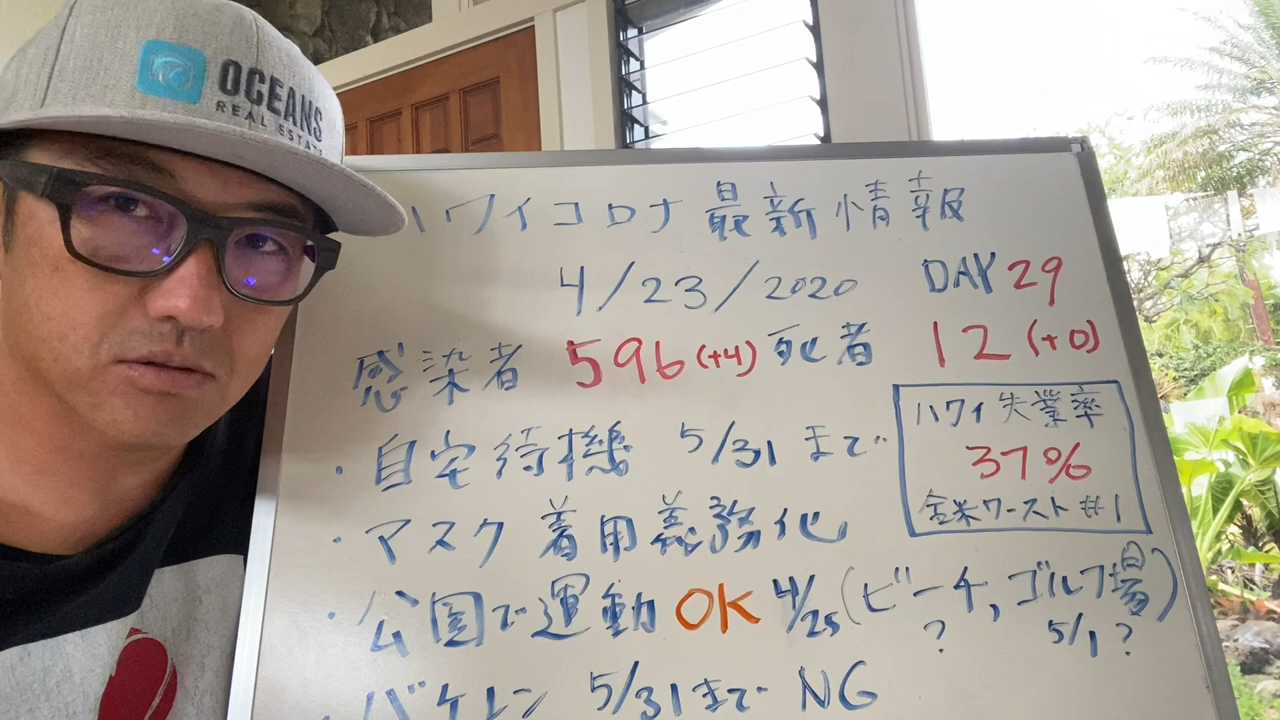 OCEANS
REAL ESTATE
ハワイコロナ 最新情報
4/23/2020 DAY 29
感染者 596(+4) 死者 12(+0)
ハワイ失業率
37%
全米ワースト#1
・自宅待機 5/31まで
・マスク着用義務化
・公園で運動OK 4/25(ビーチ,ゴルフ場)
? 5/1?
・バケレン 5/31まで NG